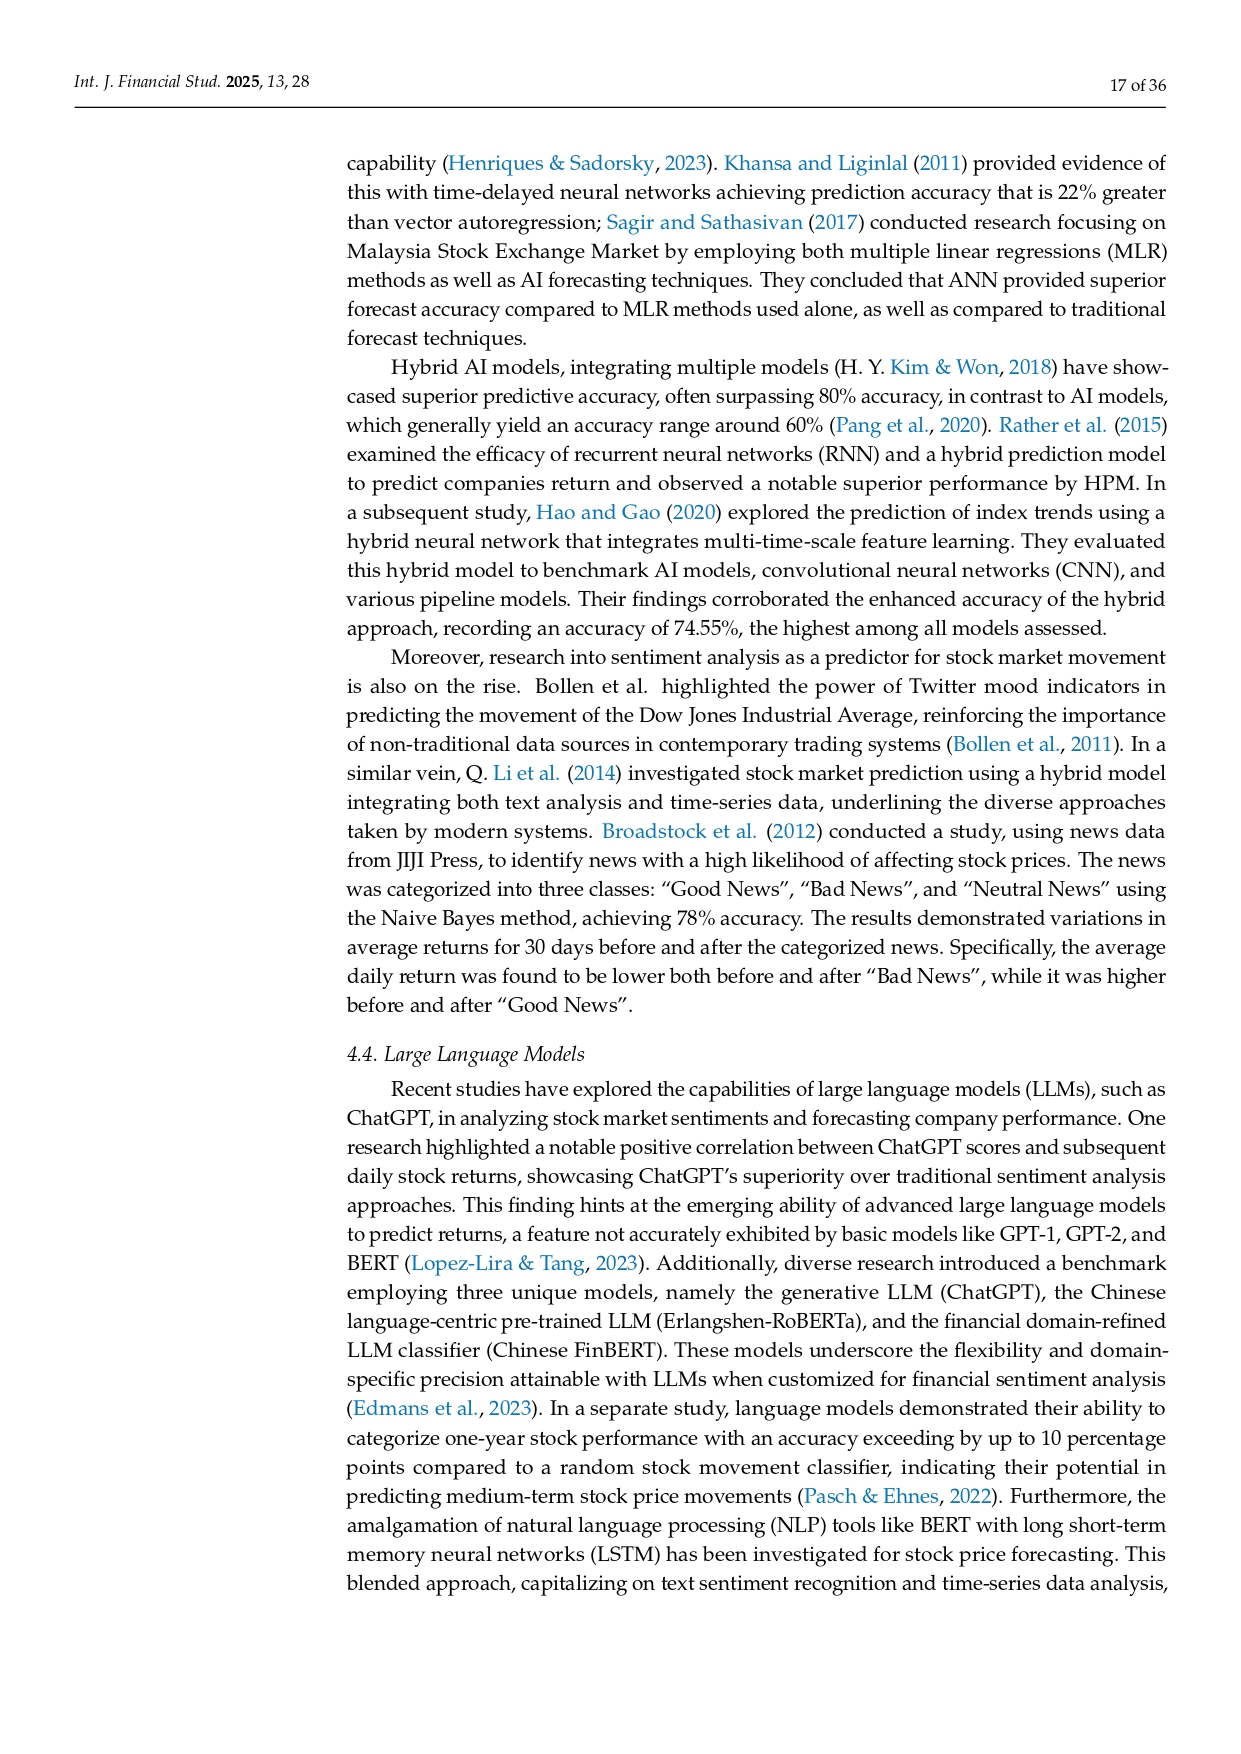 Int. J. Financial Stud. 2025, 13, 28
17 of 36
capability (Henriques & Sadorsky, 2023). Khansa and Liginlal (2011) provided evidence of
this with time-delayed neural networks achieving prediction accuracy that is 22% greater
than vector autoregression; Sagir and Sathasivan (2017) conducted research focusing on
Malaysia Stock Exchange Market by employing both multiple linear regressions (MLR)
methods as well as AI forecasting techniques. They concluded that ANN provided superior
forecast accuracy compared to MLR methods used alone, as well as compared to traditional
forecast techniques.
Hybrid AI models, integrating multiple models (H. Y. Kim & Won, 2018) have show-
cased superior predictive accuracy, often surpassing 80% accuracy, in contrast to AI models,
which generally yield an accuracy range around 60% (Pang et al., 2020). Rather et al. (2015)
examined the efficacy of recurrent neural networks (RNN) and a hybrid prediction model
to predict companies return and observed a notable superior performance by HPM. In
a subsequent study, Hao and Gao (2020) explored the prediction of index trends using a
hybrid neural network that integrates multi-time-scale feature learning. They evaluated
this hybrid model to benchmark AI models, convolutional neural networks (CNN), and
various pipeline models. Their findings corroborated the enhanced accuracy of the hybrid
approach, recording an accuracy of 74.55%, the highest among all models assessed.
Moreover, research into sentiment analysis as a predictor for stock market movement
is also on the rise. Bollen et al. highlighted the power of Twitter mood indicators in
predicting the movement of the Dow Jones Industrial Average, reinforcing the importance
of non-traditional data sources in contemporary trading systems (Bollen et al., 2011). In a
similar vein, Q. Li et al. (2014) investigated stock market prediction using a hybrid model
integrating both text analysis and time-series data, underlining the diverse approaches
taken by modern systems. Broadstock et al. (2012) conducted a study, using news data
from JIJI Press, to identify news with a high likelihood of affecting stock prices. The news
was categorized into three classes: “Good News”, “Bad News”, and “Neutral News” using
the Naive Bayes method, achieving 78% accuracy. The results demonstrated variations in
average returns for 30 days before and after the categorized news. Specifically, the average
daily return was found to be lower both before and after “Bad News”, while it was higher
before and after “Good News”.
4.4. Large Language Models
Recent studies have explored the capabilities of large language models (LLMs), such as
ChatGPT, in analyzing stock market sentiments and forecasting company performance. One
research highlighted a notable positive correlation between ChatGPT scores and subsequent
daily stock returns, showcasing ChatGPT’s superiority over traditional sentiment analysis
approaches. This finding hints at the emerging ability of advanced large language models
to predict returns, a feature not accurately exhibited by basic models like GPT-1, GPT-2, and
BERT (Lopez-Lira & Tang, 2023). Additionally, diverse research introduced a benchmark
employing three unique models, namely the generative LLM (ChatGPT), the Chinese
language-centric pre-trained LLM (Erlangshen-RoBERTa), and the financial domain-refined
LLM classifier (Chinese FinBERT). These models underscore the flexibility and domain-
specific precision attainable with LLMs when customized for financial sentiment analysis
(Edmans et al., 2023). In a separate study, language models demonstrated their ability to
categorize one-year stock performance with an accuracy exceeding by up to 10 percentage
points compared to a random stock movement classifier, indicating their potential in
predicting medium-term stock price movements (Pasch & Ehnes, 2022). Furthermore, the
amalgamation of natural language processing (NLP) tools like BERT with long short-term
memory neural networks (LSTM) has been investigated for stock price forecasting. This
blended approach, capitalizing on text sentiment recognition and time-series data analysis,